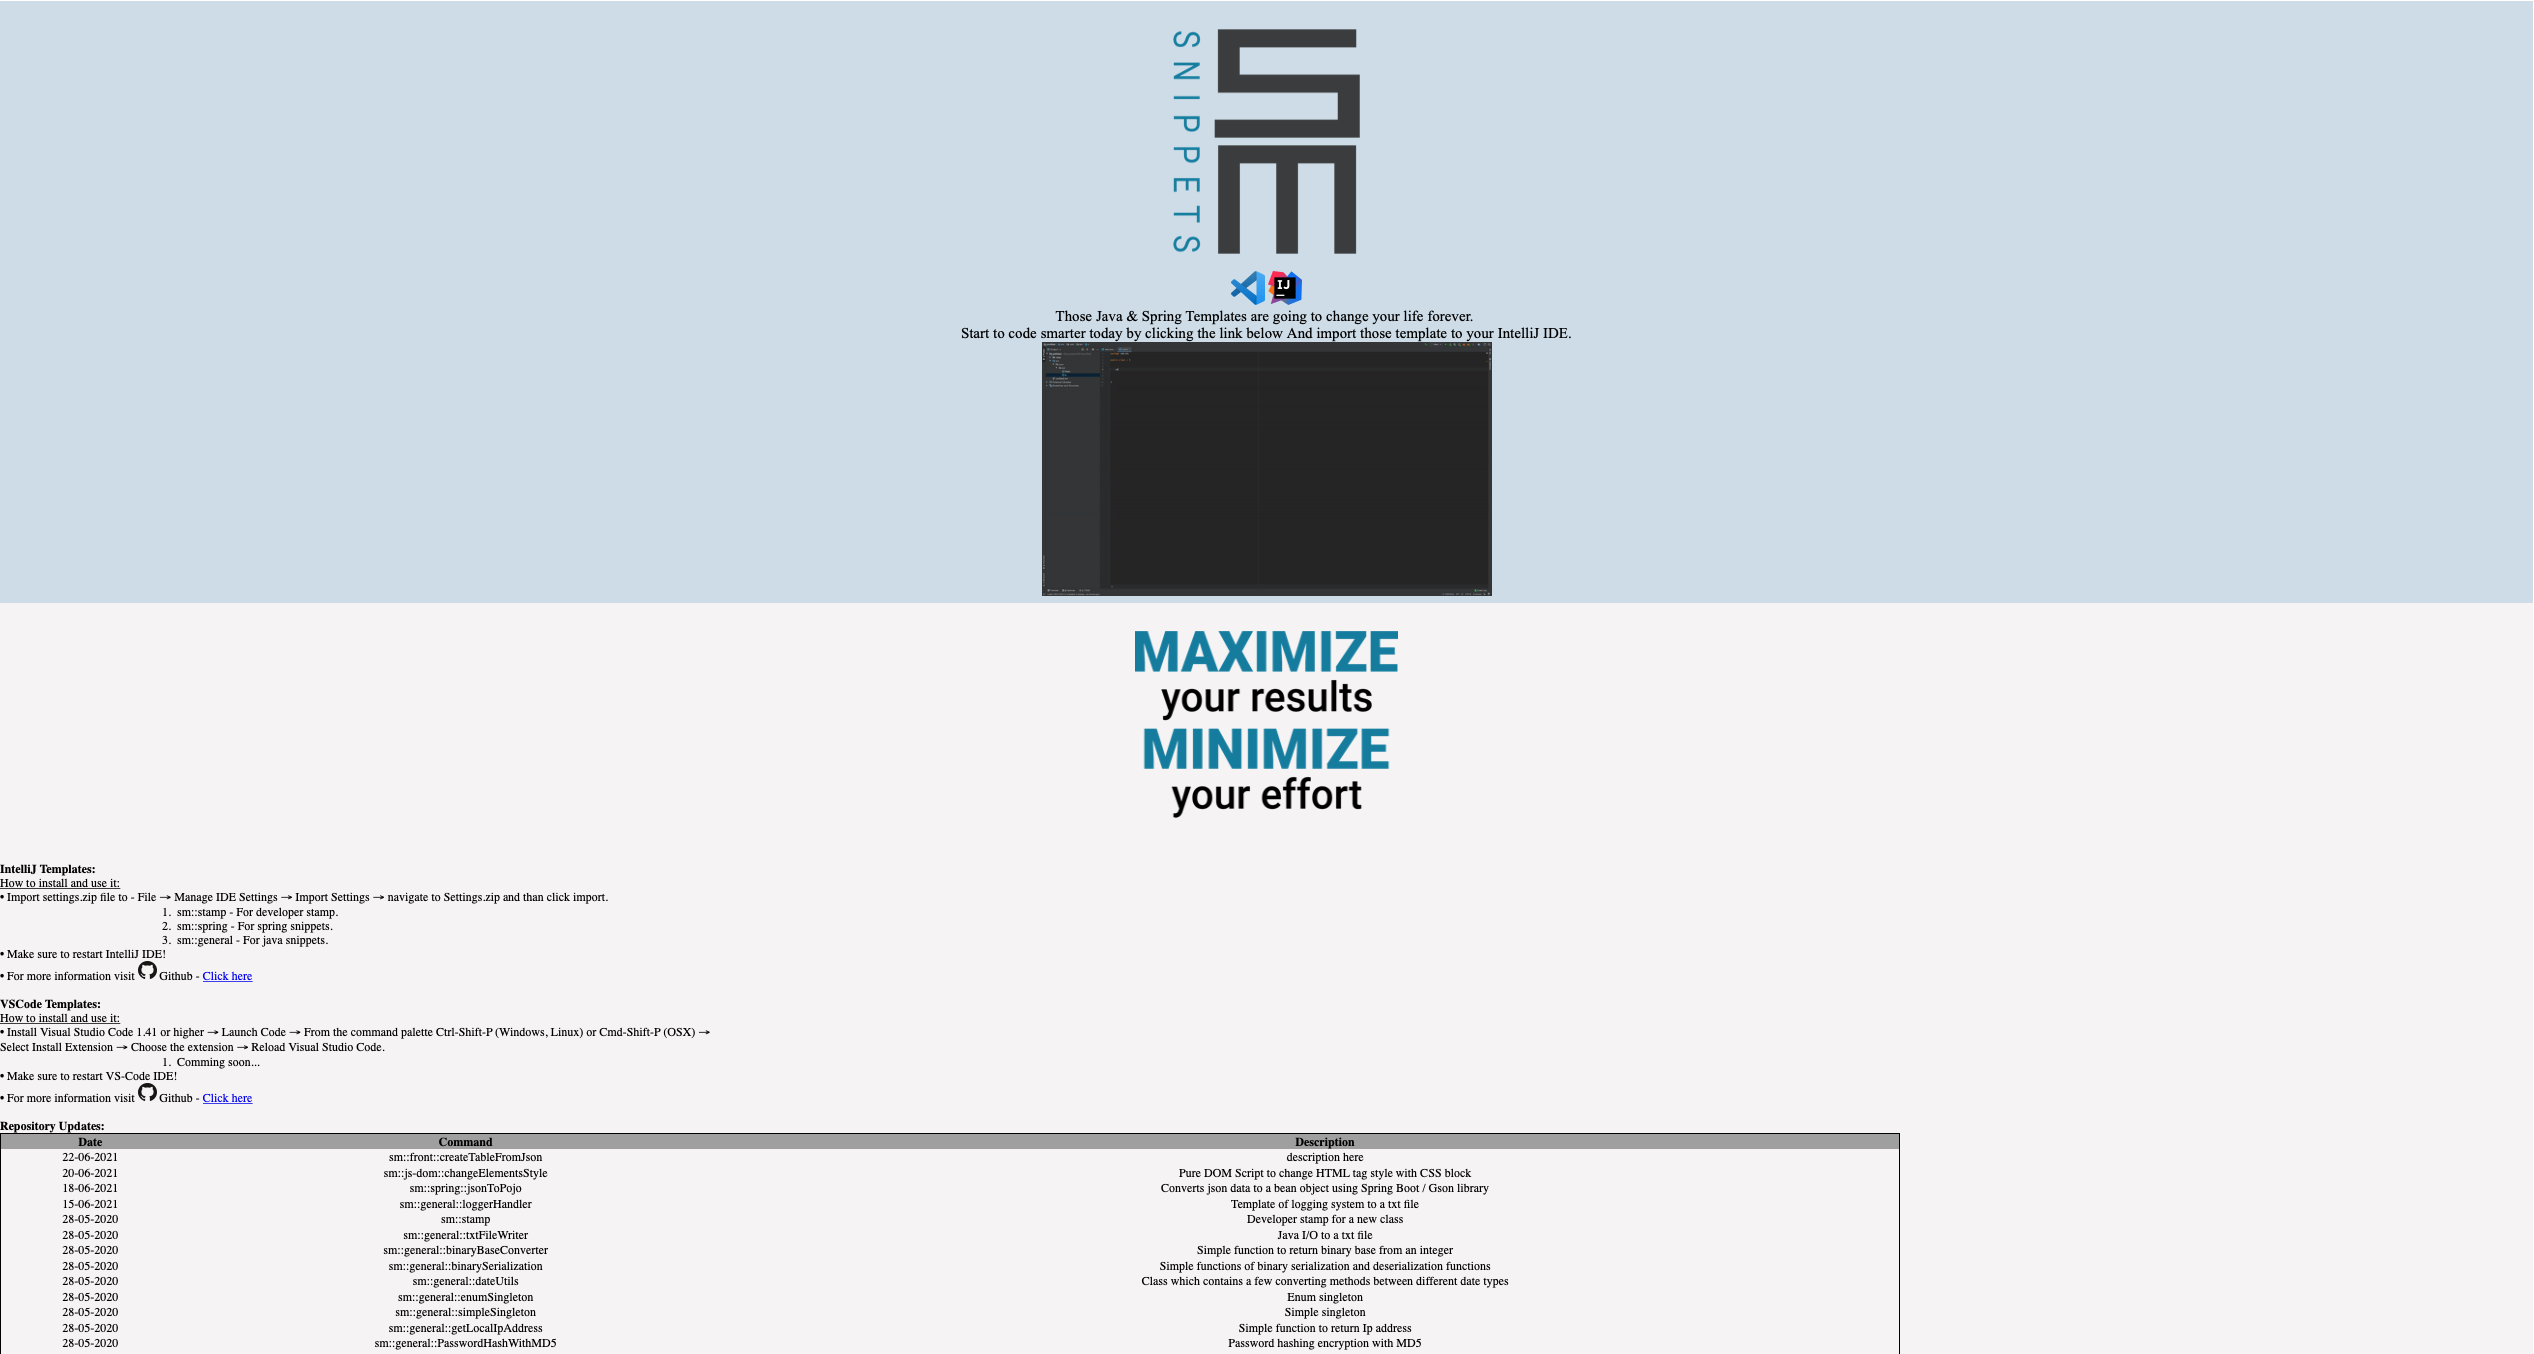 SNIPPETS
SM
IJ
Those Java & Spring Templates are going to change your life forever.
Start to code smarter today by clicking the link below And import those template to your IntelliJ IDE.
MAXIMIZE
your results
MINIMIZE
your effort
IntelliJ Templates:
How to install and use it:
• Import settings.zip file to - File → Manage IDE Settings → Import Settings → navigate to Settings.zip and than click import.
1. sm::stamp - For developer stamp.
2. sm::spring - For spring snippets.
3. sm::general - For java snippets.
• Make sure to restart IntelliJ IDE!
• For more information visit Github - Click here
VSCode Templates:
How to install and use it:
• Install Visual Studio Code 1.41 or higher → Launch Code → From the command palette Ctrl-Shift-P (Windows, Linux) or Cmd-Shift-P (OSX) →
Select Install Extension → Choose the extension → Reload Visual Studio Code.
1. Comming soon...
• Make sure to restart VS-Code IDE!
• For more information visit Github - Click here
Repository Updates:
Date Command Description
22-06-2021 sm::front::createTableFromJson description here
20-06-2021 sm::js-dom::changeElementsStyle Pure DOM Script to change HTML tag style with CSS block
18-06-2021 sm::spring::jsonToPojo Converts json data to a bean object using Spring Boot / Gson library
15-06-2021 sm::general::loggerHandler Template of logging system to a txt file
28-05-2020 sm::stamp Developer stamp for a new class
28-05-2020 sm::general::txtFileWriter Java I/O to a txt file
28-05-2020 sm::general::binaryBaseConverter Simple function to return binary base from an integer
28-05-2020 sm::general::binarySerialization Simple functions of binary serialization and deserialization functions
28-05-2020 sm::general::dateUtils Class which contains a few converting methods between different date types
28-05-2020 sm::general::enumSingleton Enum singleton
28-05-2020 sm::general::simpleSingleton Simple singleton
28-05-2020 sm::general::getLocalIpAddress Simple function to return Ip address
28-05-2020 sm::general::PasswordHashWithMD5 Password hashing encryption with MD5